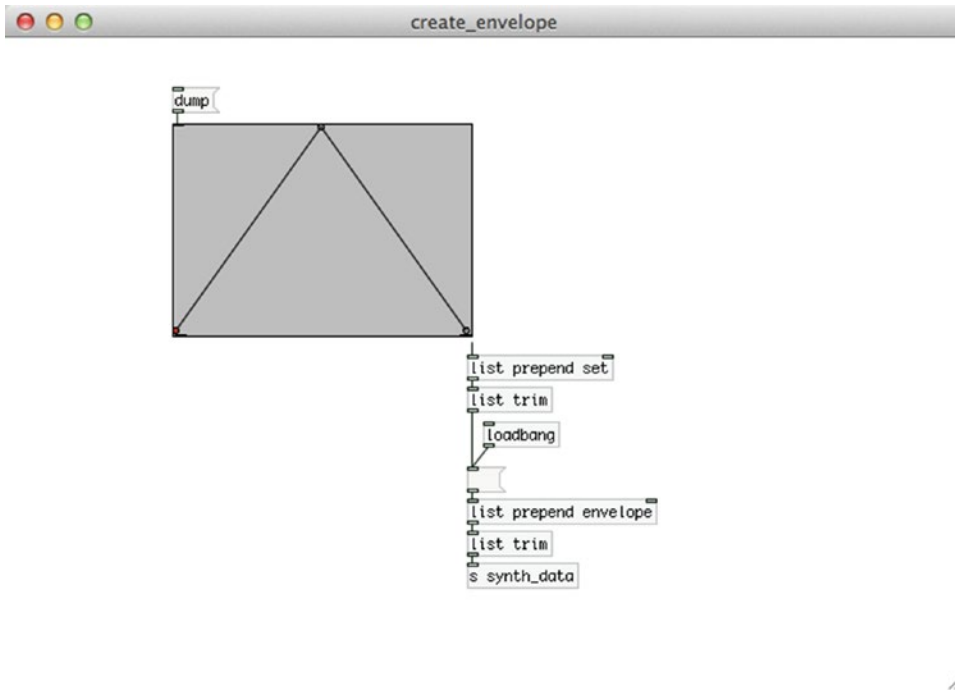 create_envelope
dump
list prepend set
list trim
loadbang
list prepend envelope
list trim
s synth_data